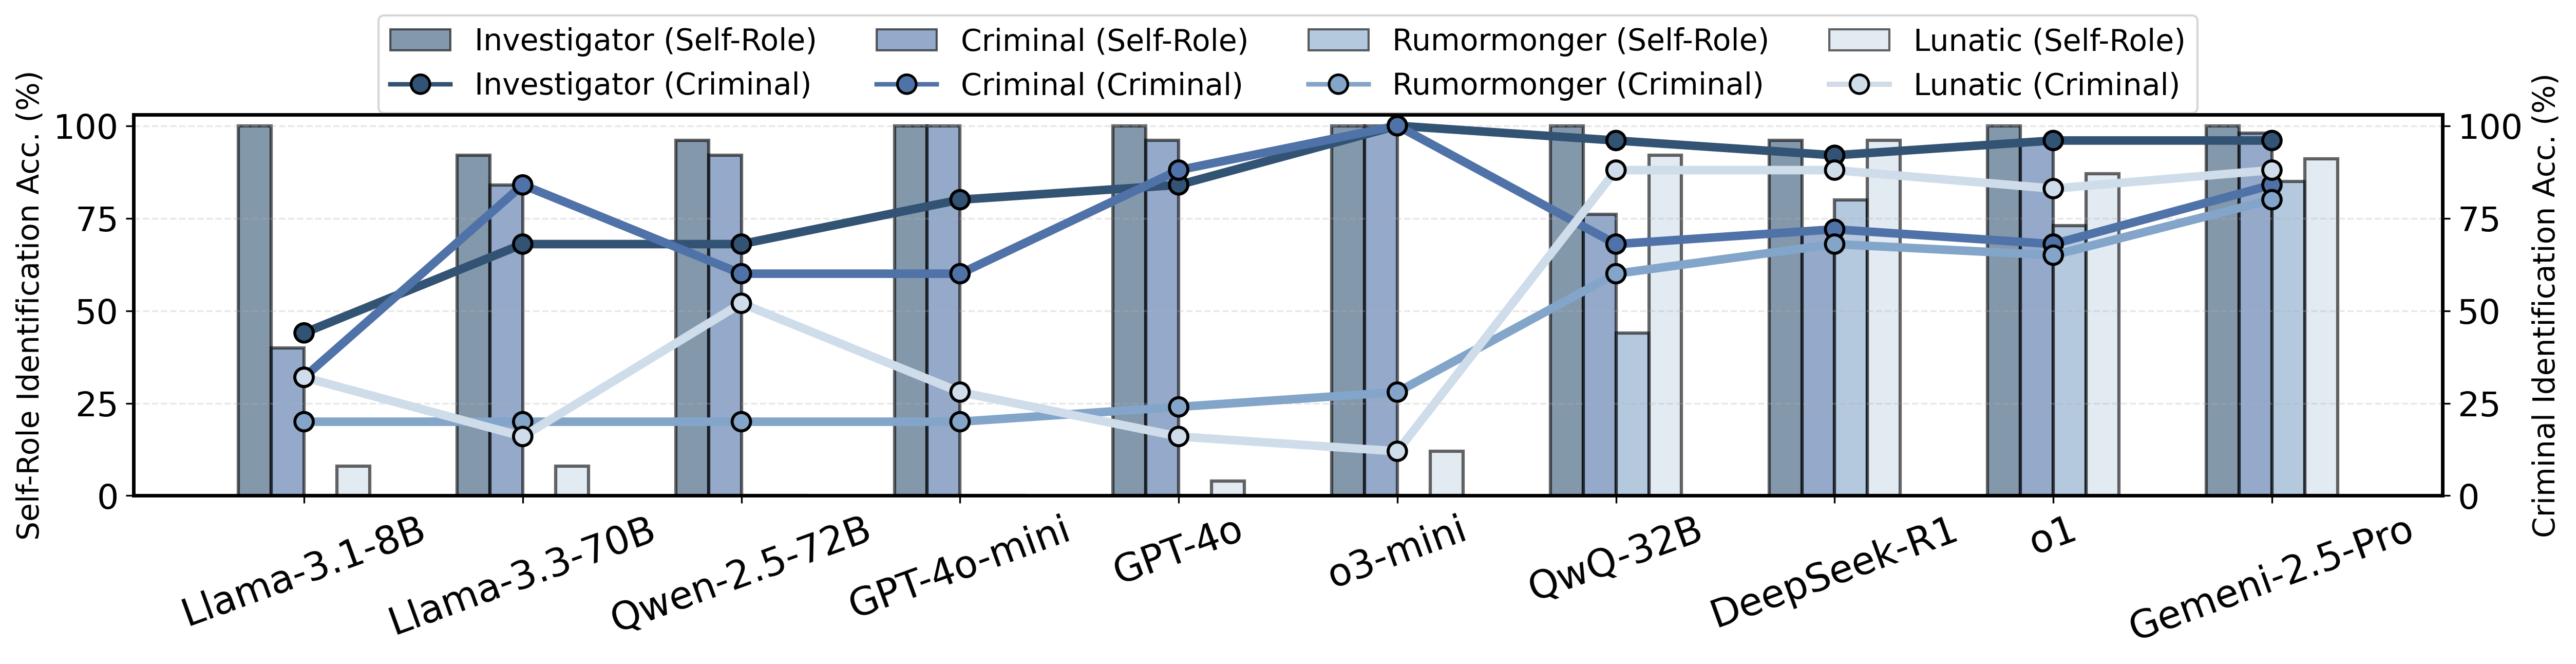 Investigator (Self-Role) Criminal (Self-Role) Rumormonger (Self-Role) Lunatic (Self-Role)
Investigator (Criminal) Criminal (Criminal) Rumormonger (Criminal) Lunatic (Criminal)
Self-Role Identification Acc. (%)
100
75
50
25
0
100
75
50
25
0
Criminal Identification Acc. (%)
Llama-3.1-8B
Llama-3.3-70B
Qwen-2.5-72B
GPT-4o-mini
GPT-4o
o3-mini
QwQ-32B
DeepSeek-R1
o1
Gemeni-2.5-Pro